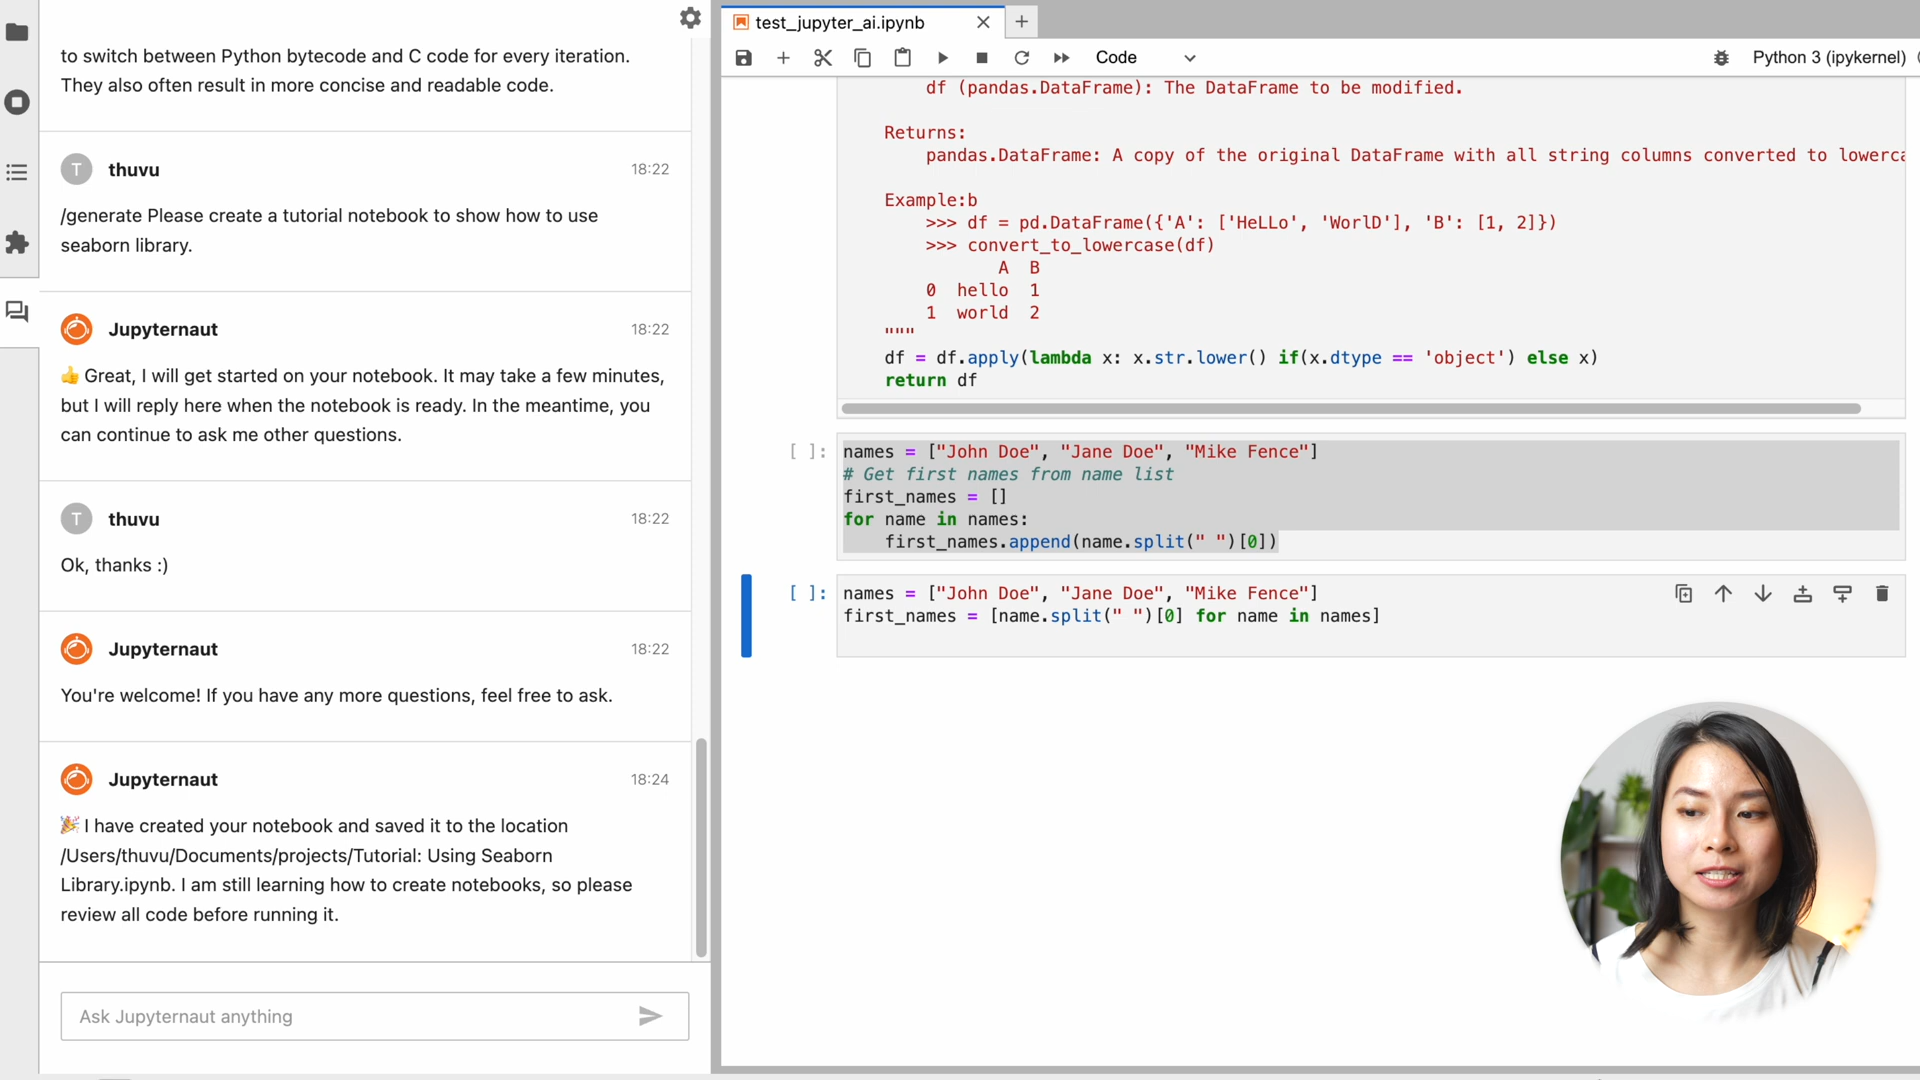 to switch between Python bytecode and C code for every iteration.
They also often result in more concise and readable code.
T thuvu 18:22
/generate Please create a tutorial notebook to show how to use
seaborn library.
Jupyternaut 18:22
👍 Great, I will get started on your notebook. It may take a few minutes,
but I will reply here when the notebook is ready. In the meantime, you
can continue to ask me other questions.
T thuvu 18:22
Ok, thanks :)
Jupyternaut 18:22
You're welcome! If you have any more questions, feel free to ask.
Jupyternaut 18:24
🎉 I have created your notebook and saved it to the location
/Users/thuvu/Documents/projects/Tutorial: Using Seaborn
Library.ipynb. I am still learning how to create notebooks, so please
review all code before running it.
Ask Jupyternaut anything
test_jupyter_ai.ipynb
Code
Python 3 (ipykernel)
df (pandas.DataFrame): The DataFrame to be modified.
Returns:
pandas.DataFrame: A copy of the original DataFrame with all string columns converted to lowerca
Example:b
>>> df = pd.DataFrame({'A': ['HeLLo', 'WorlD'], 'B': [1, 2]})
>>> convert_to_lowercase(df)
A B
0 hello 1
1 world 2
"""
df = df.apply(lambda x: x.str.lower() if(x.dtype == 'object') else x)
return df
[ ]: names = ["John Doe", "Jane Doe", "Mike Fence"]
# Get first names from name list
first_names = []
for name in names:
first_names.append(name.split(" ")[0])
[ ]: names = ["John Doe", "Jane Doe", "Mike Fence"]
first_names = [name.split(" ")[0] for name in names]